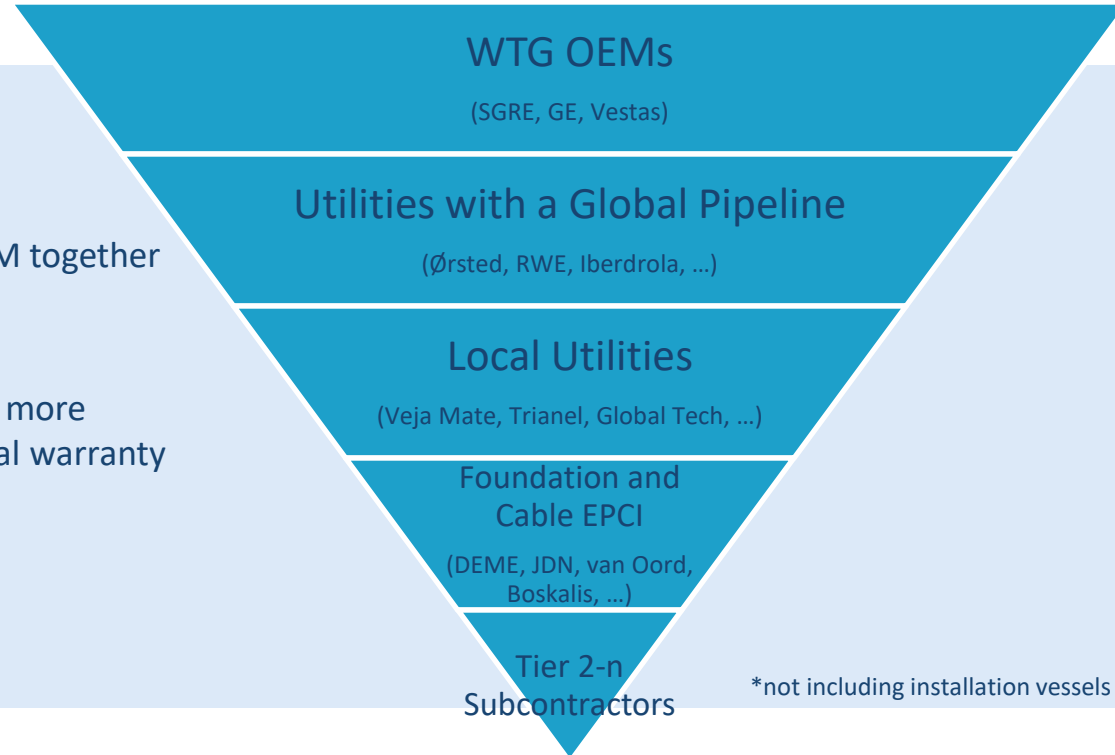 WTG OEMs
(SGRE, GE, Vestas)
Utilities with a Global Pipeline
M together
(Ørsted, RWE, Iberdrola, …)
Local Utilities
more
(Veja Mate, Trianel, Global Tech, …)
al warranty
Foundation and
Cable EPCI
(DEME, JDN, van Oord,
Boskalis, …)
Tier 2-n
Subcontractors
*not including installation vessels